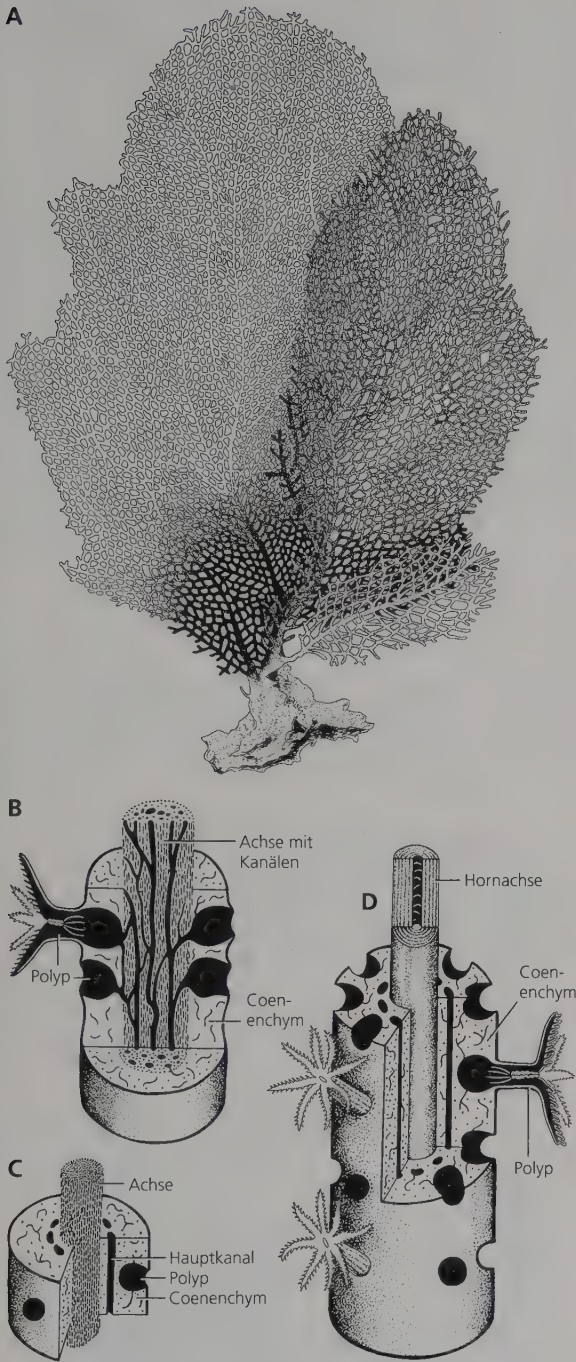 A
B
Achse mit
Kanälen
Polyp
Coen-
enchym
D
Hornachse
Coen-
enchym
Polyp
C
Achse
Hauptkanal
Polyp
Coenenchym